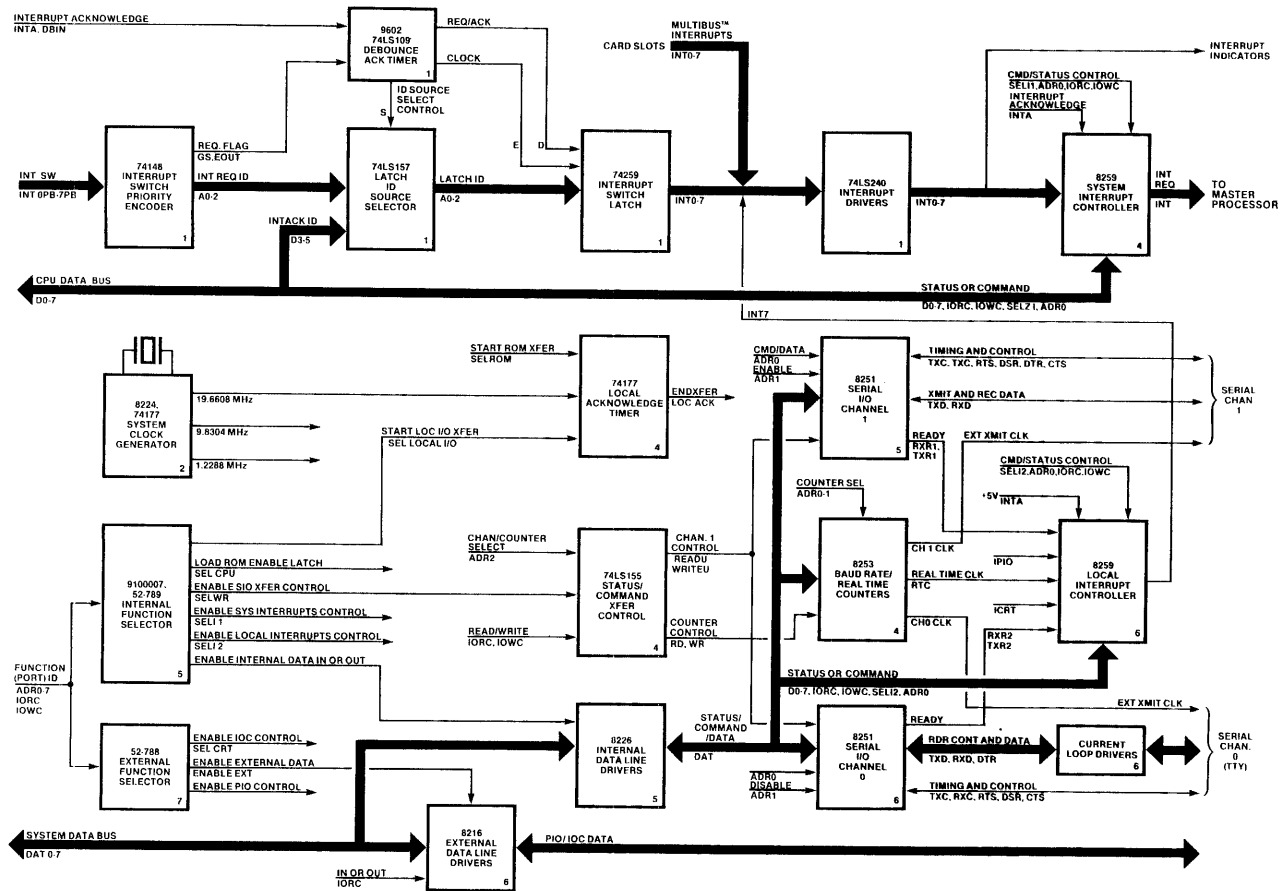 INTERRUPT ACKNOWLEDGE
INTA, DBIN
9602
74LS109
DEBOUNCE
ACK TIMER
1
REQ/ACK
CLOCK
ID SOURCE
SELECT
CONTROL
S
MULTIBUS™
INTERRUPTS
CARD SLOTS
INT0-7
INTERRUPT
INDICATORS
CMD/STATUS CONTROL
SELI1, ADR0, IORC, IOWC
INTERRUPT
ACKNOWLEDGE
INTA
INT SW
INT 0PB-7PB
74148
INTERRUPT
SWITCH
PRIORITY
ENCODER
1
REQ. FLAG
GS, EOUT
INT REQ ID
A0-2
INTACK ID
D3-5
74LS157
LATCH
ID
SOURCE
SELECTOR
1
LATCH ID
A0-2
E
D
74259
INTERRUPT
SWITCH
LATCH
1
INT0-7
74LS240
INTERRUPT
DRIVERS
1
INT0-7
8259
SYSTEM
INTERRUPT
CONTROLLER
4
INT
REQ
INT
TO
MASTER
PROCESSOR
CPU DATA BUS
D0-7
STATUS OR COMMAND
D0-7, IORC, IOWC, SELZ I, ADR0
INT7
8224,
74177
SYSTEM
CLOCK
GENERATOR
2
19.6608 MHz
9.8304 MHz
1.2288 MHz
START ROM XFER
SELROM
START LOC I/O XFER
SEL LOCAL I/O
74177
LOCAL
ACKNOWLEDGE
TIMER
4
ENDXFER
LOC ACK
CMD/DATA
ADR0
ENABLE
ADR1
8251
SERIAL
I/O
CHANNEL
1
5
TIMING AND CONTROL
TXC, TXC, RTS, DSR, DTR, CTS
XMIT AND REC DATA
TXD, RXD
READY
RXR1,
TXR1
EXT XMIT CLK
SERIAL
CHAN
1
CMD/STATUS CONTROL
SELI2, ADR0, IORC, IOWC
+5V
INTA
IPIO
ICRT
RXR2
TXR2
8259
LOCAL
INTERRUPT
CONTROLLER
6
COUNTER SEL
ADR0-1
8253
BAUD RATE/
REAL TIME
COUNTERS
4
CH 1 CLK
REAL TIME CLK
RTC
CH0 CLK
9100007,
52-789
INTERNAL
FUNCTION
SELECTOR
5
LOAD ROM ENABLE LATCH
SEL CPU
ENABLE SIO XFER CONTROL
SELWR
ENABLE SYS INTERRUPTS CONTROL
SELI 1
ENABLE LOCAL INTERRUPTS CONTROL
SELI 2
ENABLE INTERNAL DATA IN OR OUT
CHAN/COUNTER
SELECT
ADR2
READ/WRITE
IORC, IOWC
74LS155
STATUS/
COMMAND
XFER
CONTROL
4
CHAN. 1
CONTROL
READU
WRITEU
COUNTER
CONTROL
RD, WR
STATUS OR COMMAND
D0-7, IORC, IOWC, SELI2, ADR0
FUNCTION
(PORT) ID
ADR0-7
IORC
IOWC
52-788
EXTERNAL
FUNCTION
SELECTOR
7
ENABLE IOC CONTROL
SEL CRT
ENABLE EXTERNAL DATA
ENABLE EXT
ENABLE PIO CONTROL
8226
INTERNAL
DATA LINE
DRIVERS
5
STATUS/
COMMAND
/DATA
DAT
ADR0
DISABLE
ADR1
8251
SERIAL
I/O
CHANNEL
0
6
READY
RDR CONT AND DATA
TXD, RXD, DTR
CURRENT
LOOP DRIVERS
6
EXT XMIT CLK
TIMING AND CONTROL
TXC, RXC, RTS, DSR, CTS
SERIAL
CHAN.
0
(TTY)
SYSTEM DATA BUS
DAT 0-7
8216
EXTERNAL
DATA LINE
DRIVERS
6
IN OR OUT
IORC
PIO/IOC DATA